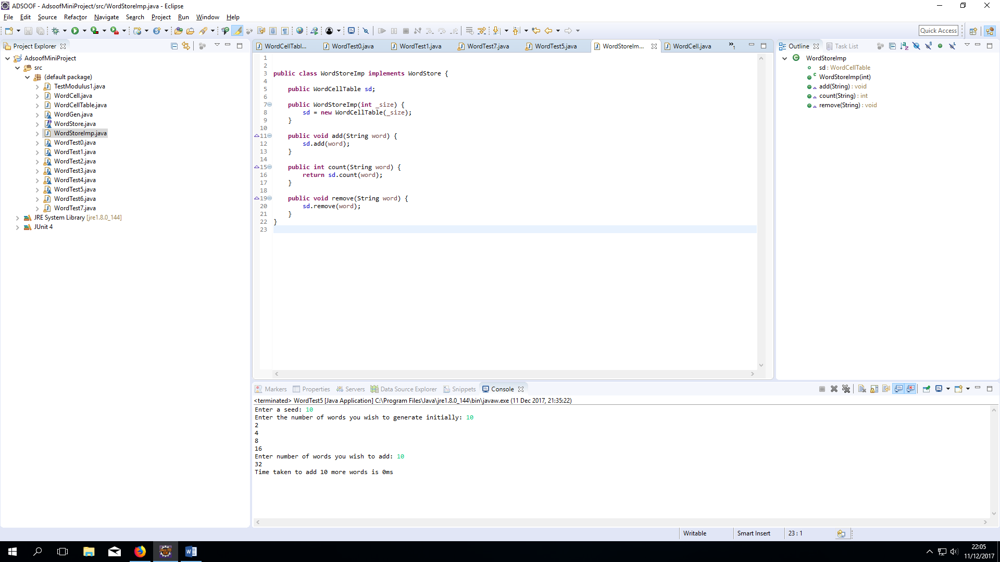 ADSOOF - AdsoofMiniProject/src/WordStoreImp.java - Eclipse
File Edit Source Refactor Navigate Search Project Run Window Help
Quick Access
Project Explorer
AdsoofMiniProject
src
(default package)
TestModulus1.java
WordCell.java
WordCellTable.java
WordGen.java
WordStore.java
WordStoreImp.java
WordTest0.java
WordTest1.java
WordTest2.java
WordTest3.java
WordTest4.java
WordTest5.java
WordTest6.java
WordTest7.java
JRE System Library [jre1.8.0_144]
JUnit 4
WordCellTabl... WordTest0.java WordTest1.java WordTest7.java WordTest5.java WordStoreIm... WordCell.java »1
1
2
3 public class WordStoreImp implements WordStore {
4
5 public WordCellTable sd;
6
7 public WordStoreImp(int _size) {
8 sd = new WordCellTable(_size);
9 }
10
11 public void add(String word) {
12 sd.add(word);
13 }
14
15 public int count(String word) {
16 return sd.count(word);
17 }
18
19 public void remove(String word) {
20 sd.remove(word);
21 }
22 }
23
Outline Task List
WordStoreImp
sd : WordCellTable
WordStoreImp(int)
add(String) : void
count(String) : int
remove(String) : void
Markers Properties Servers Data Source Explorer Snippets Console
<terminated> WordTest5 [Java Application] C:\Program Files\Java\jre1.8.0_144\bin\javaw.exe (11 Dec 2017, 21:35:22)
Enter a seed: 10
Enter the number of words you wish to generate initially: 10
2
4
8
16
Enter number of words you wish to add: 10
32
Time taken to add 10 more words is 0ms
Writable Smart Insert 23 : 1
22:05
11/12/2017